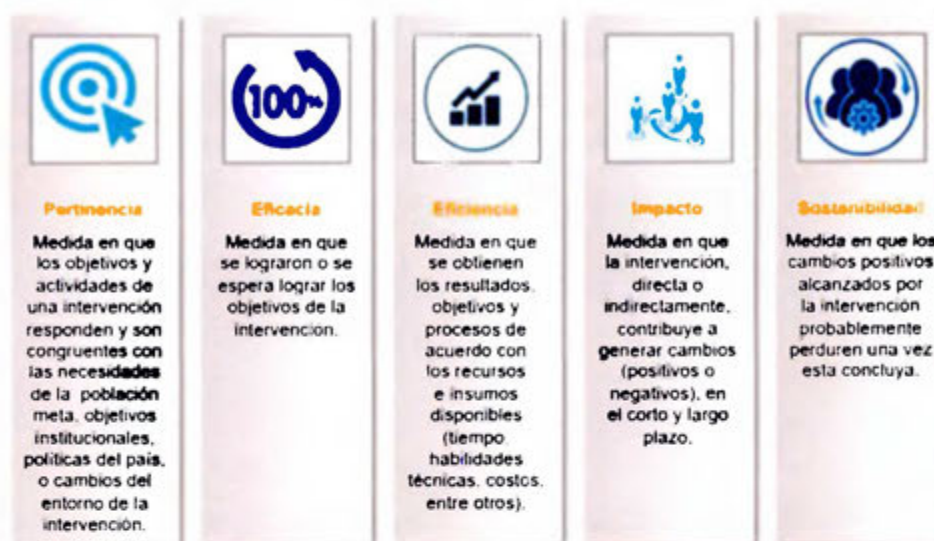 100%
Pertinencia
Medida en que
los objetivos y
actividades de
una intervención
responden y son
congruentes con
las necesidades
de la población
meta, objetivos
institucionales,
políticas del país,
o cambios del
entorno de la
intervención.
Eficacia
Medida en que
se lograron o se
espera lograr los
objetivos de la
intervención.
Eficiencia
Medida en que
se obtienen
los resultados,
objetivos y
procesos de
acuerdo con
los recursos
e insumos
disponibles
(tiempo,
habilidades
técnicas, costos,
entre otros).
Impacto
Medida en que
la intervención,
directa o
indirectamente,
contribuye a
generar cambios
(positivos o
negativos), en
el corto y largo
plazo.
Sostenibilidad
Medida en que los
cambios positivos
alcanzados por
la intervención
probablemente
perduren una vez
esta concluya.